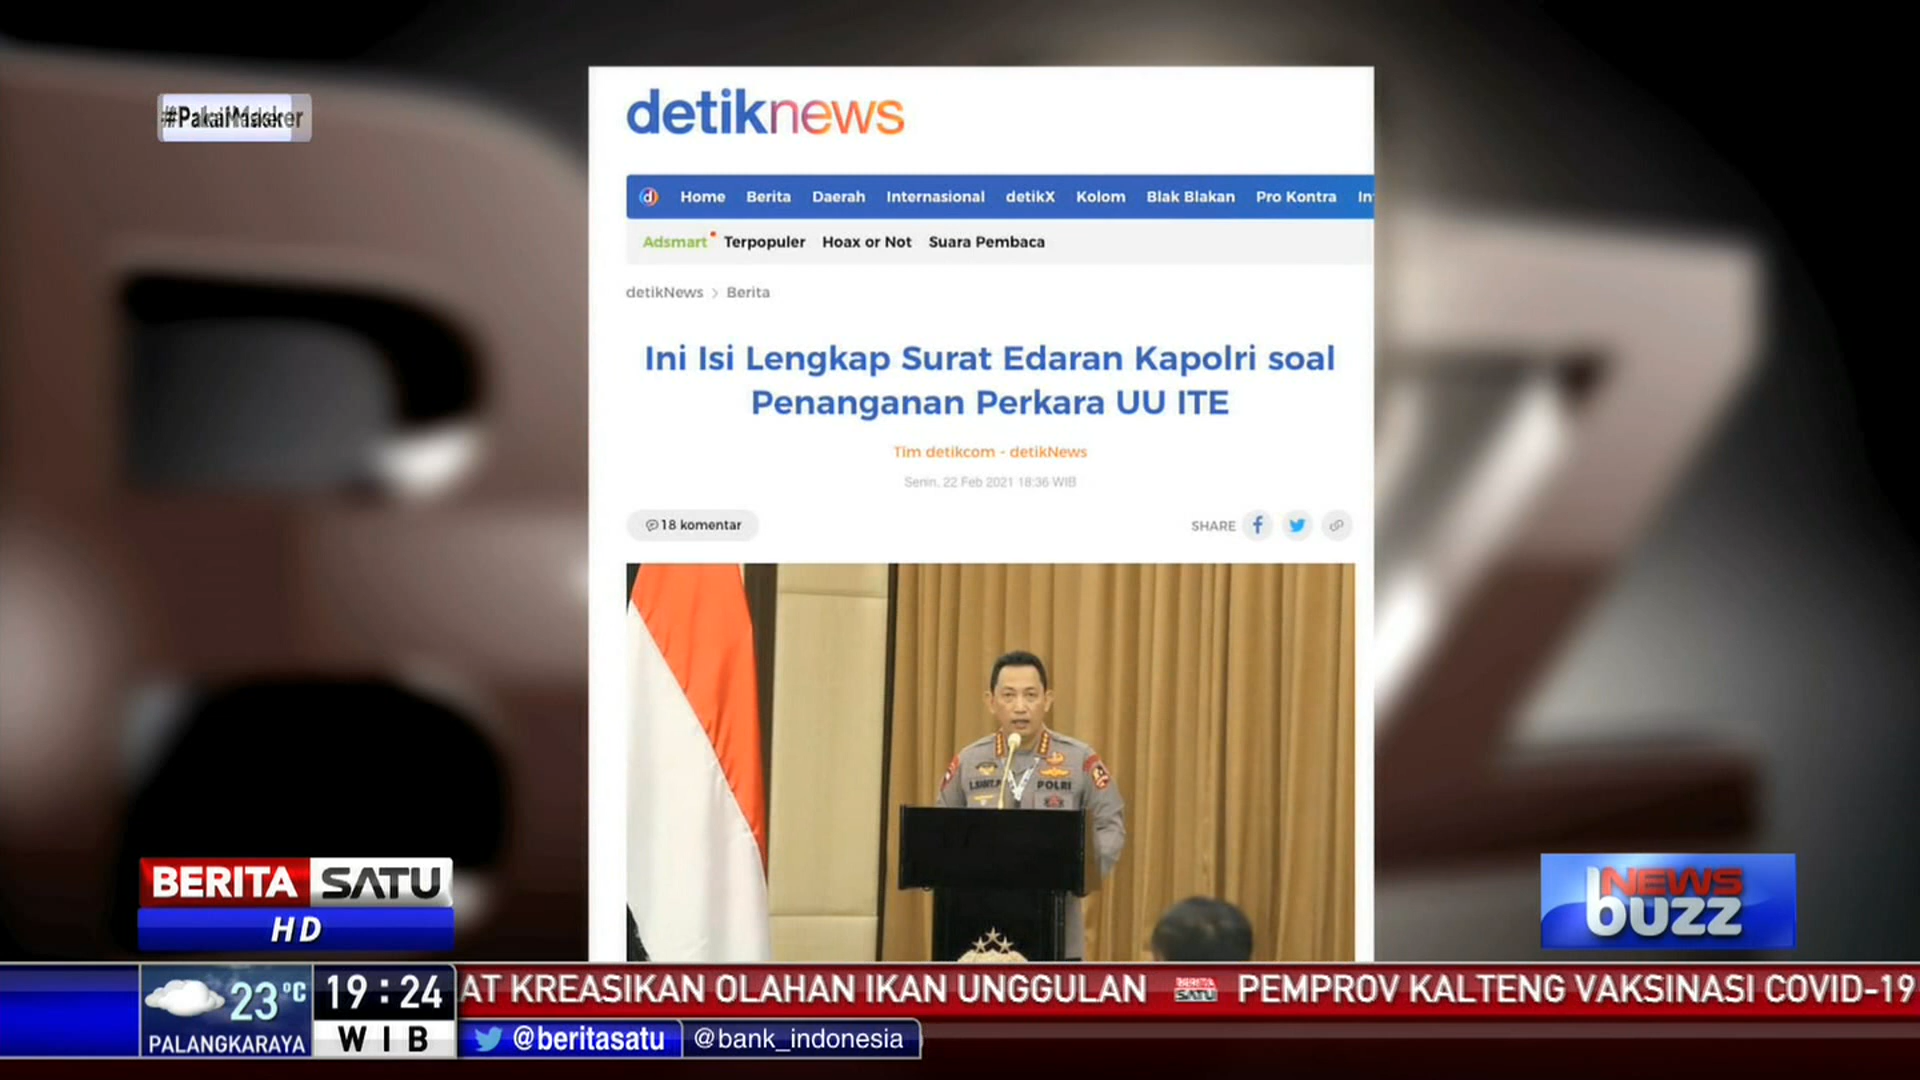 detiknews
Home Berita Daerah Internasional detikX Kolom Blak Blakan Pro Kontra
Adsmart Terpopuler Hoax or Not Suara Pembaca
detikNews > Berita
Ini Isi Lengkap Surat Edaran Kapolri soal
Penanganan Perkara UU ITE
Tim detikcom - detikNews
Senin, 22 Feb 2021 18:36 WIB
18 komentar
SHARE
POLRI
BERITA SATU
HD
NEWS
buzz
23°C
PALANGKARAYA
19:24
WIB
AT KREASIKAN OLAHAN IKAN UNGGULAN BERITA SATU PEMPROV KALTENG VAKSINASI COVID-19
@beritasatu @bank_indonesia